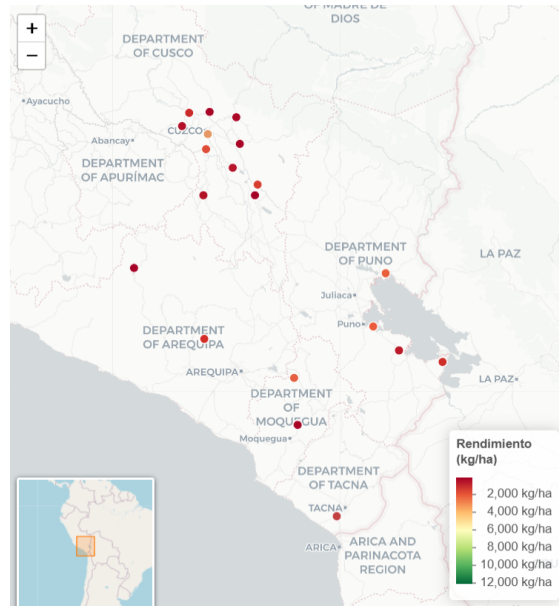 OF MADRE DE
DIOS
+
−
DEPARTMENT
OF CUSCO
Ayacucho
CUZCO
Abancay
DEPARTMENT
OF APURÍMAC
LA PAZ
DEPARTMENT
OF PUNO
Juliaca
Puno
DEPARTMENT
OF AREQUIPA
AREQUIPA
LA PAZ
DEPARTMENT
OF
MOQUEGUA
Moquegua
DEPARTMENT
OF TACNA
TACNA
ARICA
ARICA AND
PARINACOTA
REGION
Rendimiento
(kg/ha)
2,000 kg/ha
4,000 kg/ha
6,000 kg/ha
8,000 kg/ha
10,000 kg/ha
12,000 kg/ha